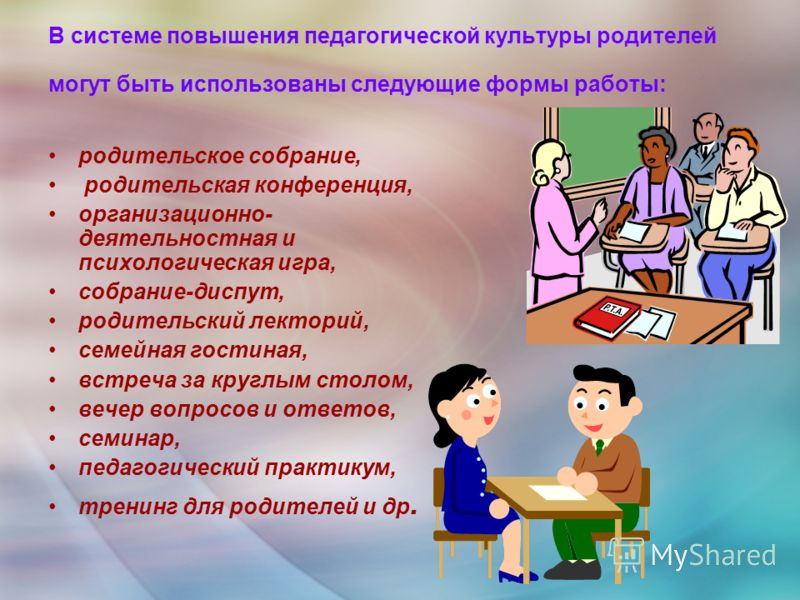 В системе повышения педагогической культуры родителей
могут быть использованы следующие формы работы:
• родительское собрание,
• родительская конференция,
• организационно-
деятельностная и
психологическая игра,
• собрание-диспут,
• родительский лекторий,
• семейная гостиная,
• встреча за круглым столом,
• вечер вопросов и ответов,
• семинар,
• педагогический практикум,
• тренинг для родителей и др.
P.T.A.
MyShared